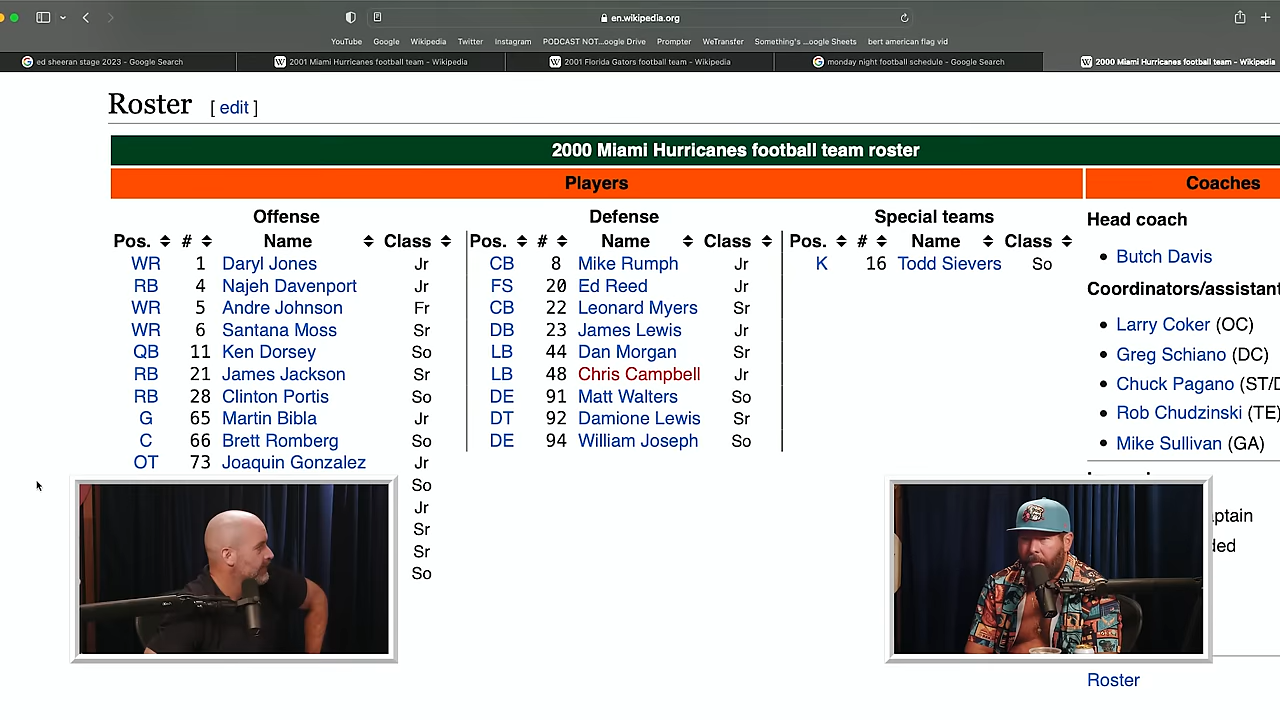 en.wikipedia.org
YouTube Google Wikipedia Twitter Instagram PODCAST NOT...oogle Drive Prompter WeTransfer Something's ...oogle Sheets bert american flag vid
ed sheeran stage 2023 - Google Search
2001 Miami Hurricanes football team - Wikipedia
2001 Florida Gators football team - Wikipedia
monday night football schedule - Google Search
2000 Miami Hurricanes football team - Wikipedia
Roster [ edit ]
2000 Miami Hurricanes football team roster
Players
Offense
Pos. # Name Class
WR 1 Daryl Jones Jr
RB 4 Najeh Davenport Jr
WR 5 Andre Johnson Fr
WR 6 Santana Moss Sr
QB 11 Ken Dorsey So
RB 21 James Jackson Sr
RB 28 Clinton Portis So
G 65 Martin Bibla Jr
C 66 Brett Romberg So
OT 73 Joaquin Gonzalez Jr
So
Jr
Sr
Sr
So
Defense
Pos. # Name Class
CB 8 Mike Rumph Jr
FS 20 Ed Reed Jr
CB 22 Leonard Myers Sr
DB 23 James Lewis Jr
LB 44 Dan Morgan Sr
LB 48 Chris Campbell Jr
DE 91 Matt Walters So
DT 92 Damione Lewis Sr
DE 94 William Joseph So
Special teams
Pos. # Name Class
K 16 Todd Sievers So
Coaches
Head coach
Butch Davis
Coordinators/assistant
Larry Coker (OC)
Greg Schiano (DC)
Chuck Pagano (ST/D
Rob Chudzinski (TE)
Mike Sullivan (GA)
ptain
ded
Roster